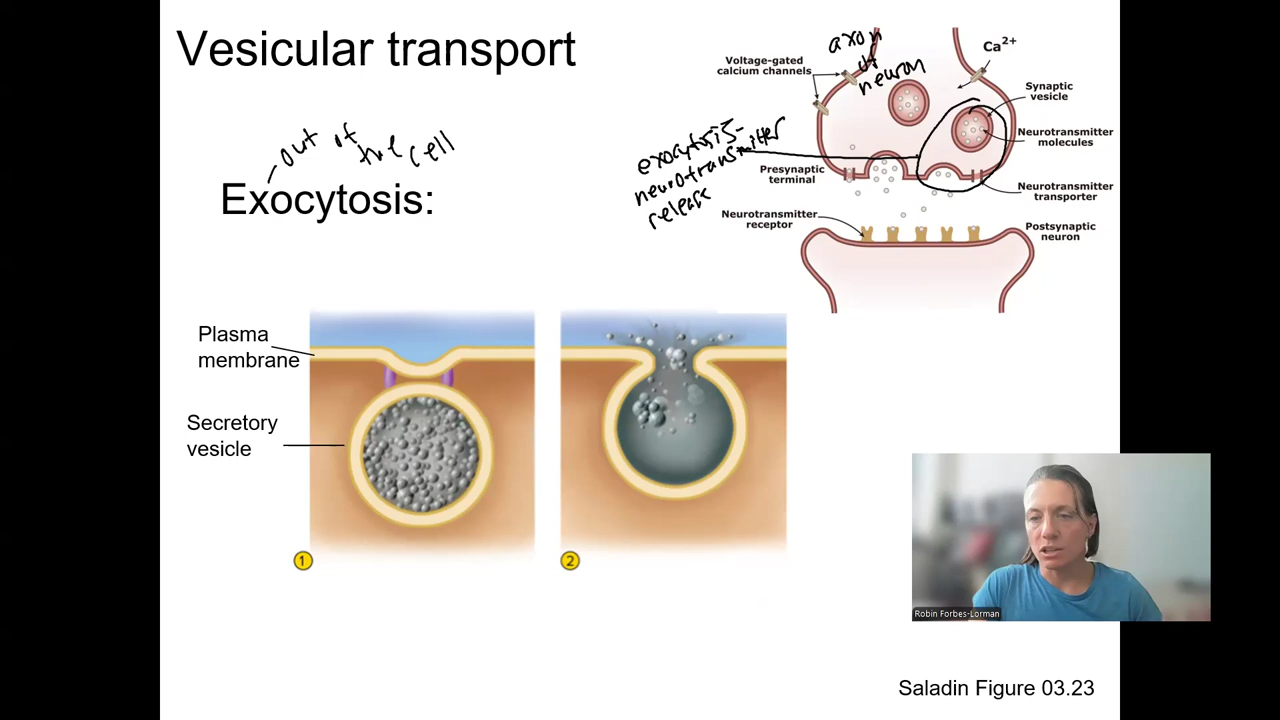 Vesicular transport
out of the cell
Exocytosis:
axon
of
neuron
Ca2+
Voltage-gated
calcium channels
Synaptic
vesicle
Neurotransmitter
molecules
exocytosis-
neurotransmitter
release
Presynaptic
terminal
Neurotransmitter
transporter
Neurotransmitter
receptor
Postsynaptic
neuron
Plasma
membrane
Secretory
vesicle
1
2
Robin Forbes-Lorman
Saladin Figure 03.23